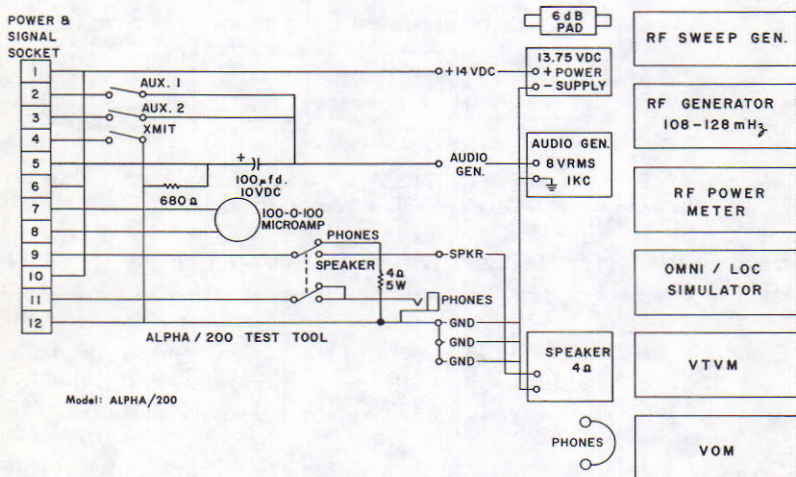 POWER &
SIGNAL
SOCKET
1
2
3
4
5
6
7
8
9
10
11
12
AUX. 1
AUX. 2
XMIT
+
100µfd.
10VDC
680Ω
100-0-100
MICROAMP
PHONES
SPEAKER
4Ω
5W
PHONES
ALPHA / 200 TEST TOOL
Model: ALPHA/200
+14 VDC
AUDIO
GEN.
SPKR
GND
GND
GND
6 dB
PAD
13.75 VDC
+ POWER
- SUPPLY
AUDIO GEN.
8 VRMS
1KC
SPEAKER
4Ω
PHONES
RF SWEEP GEN.
RF GENERATOR
108-128 mHz
RF POWER
METER
OMNI / LOC
SIMULATOR
VTVM
VOM